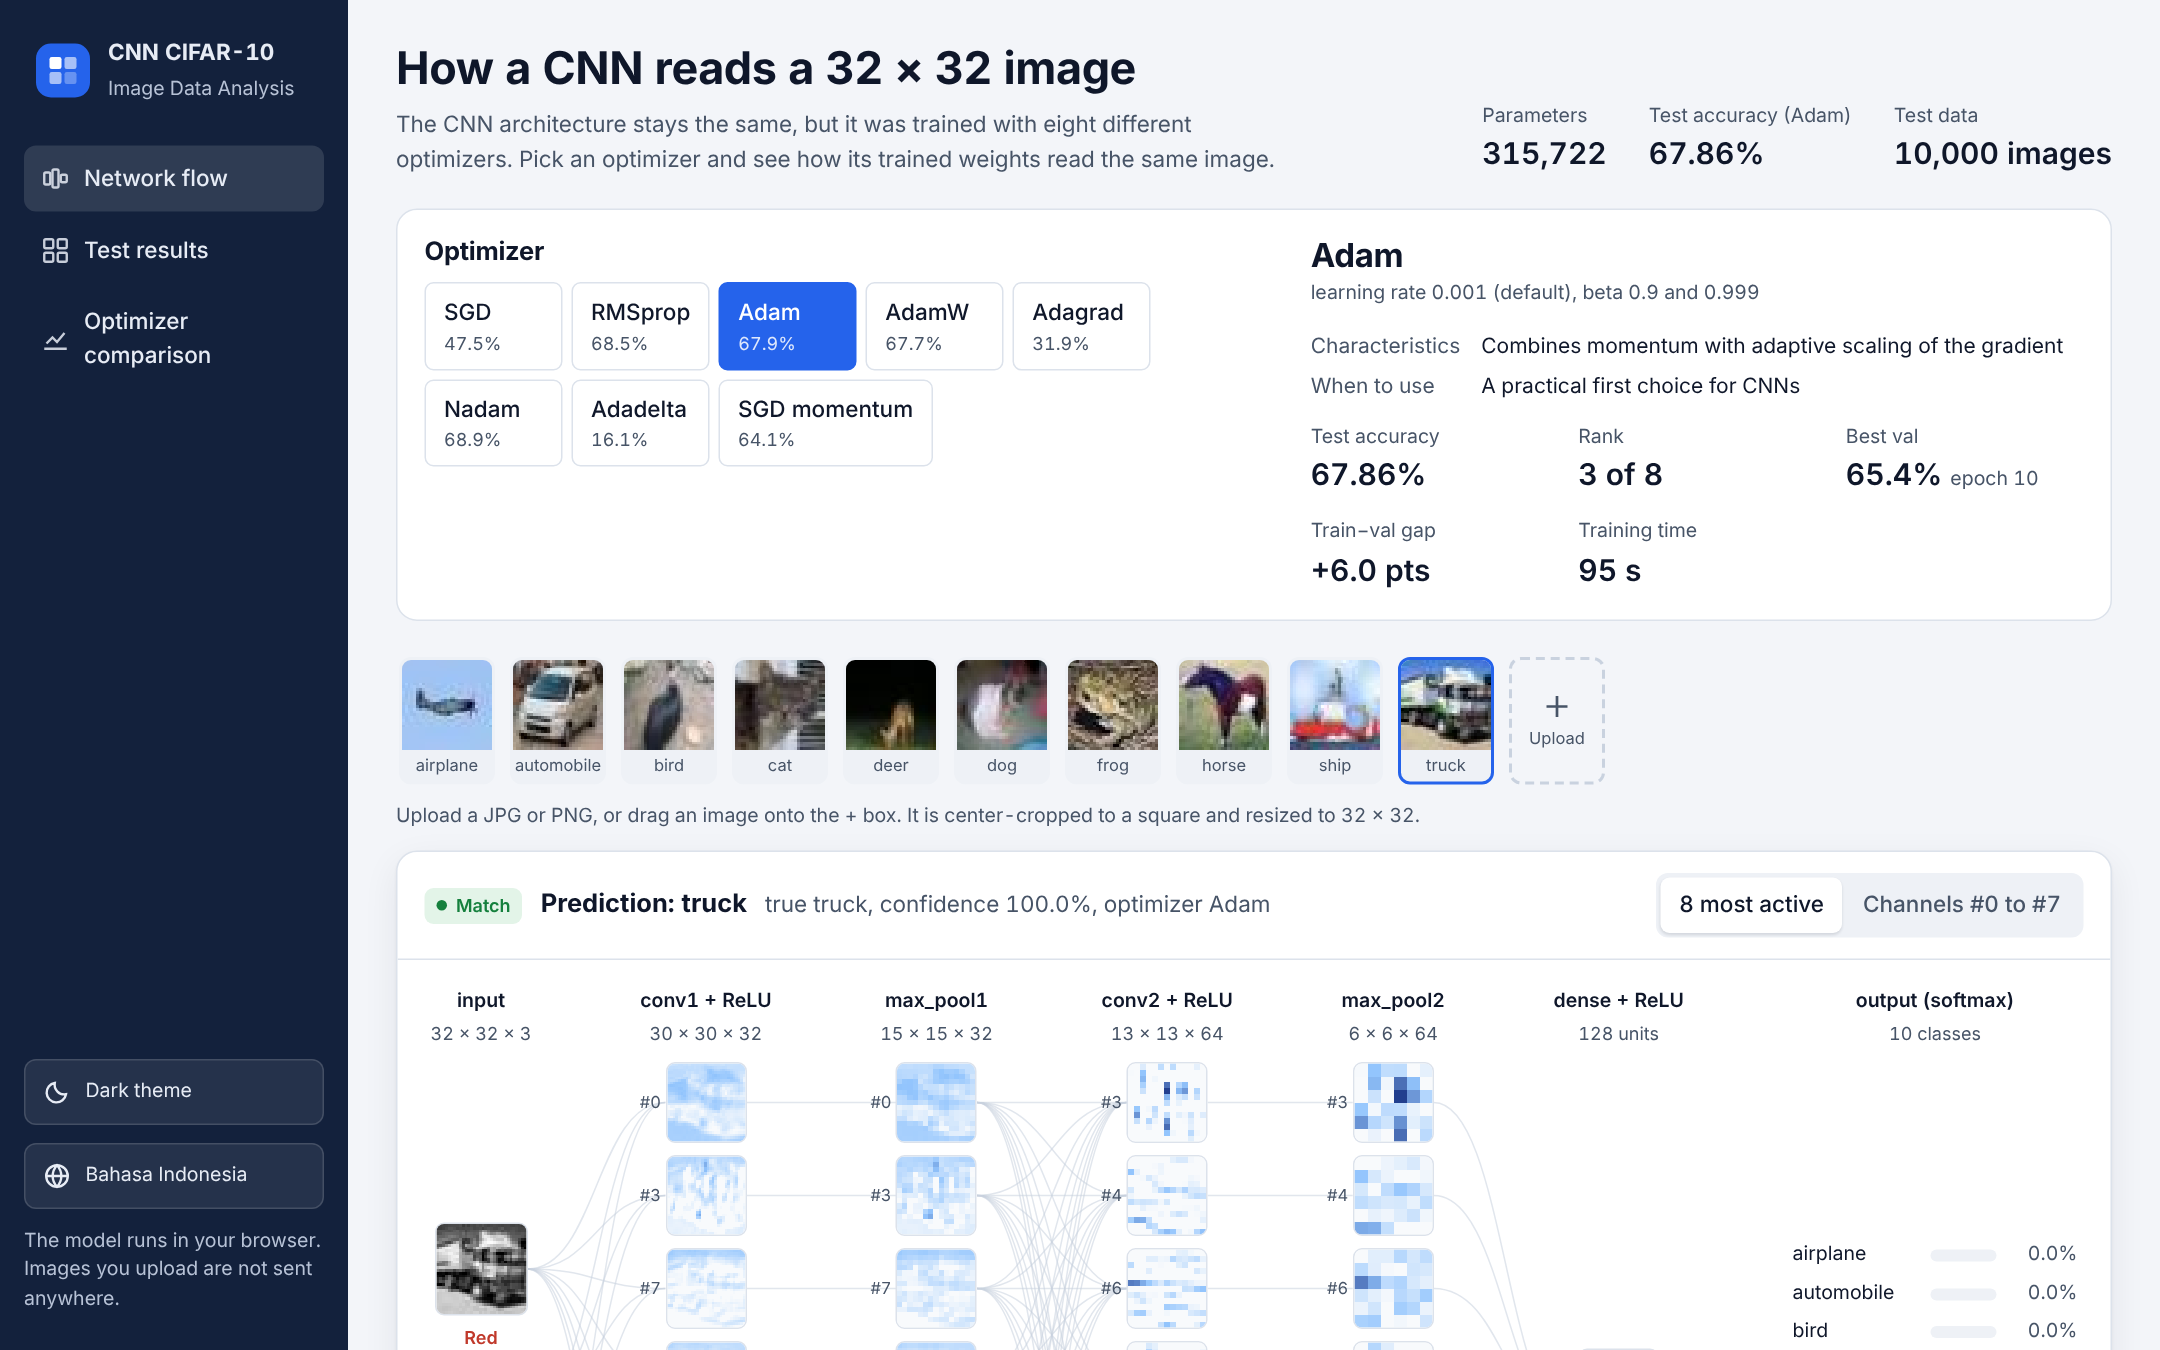 CNN CIFAR-10
Image Data Analysis
Network flow
Test results
Optimizer
comparison
Dark theme
Bahasa Indonesia
The model runs in your browser.
Images you upload are not sent
anywhere.
How a CNN reads a 32 × 32 image
The CNN architecture stays the same, but it was trained with eight different
optimizers. Pick an optimizer and see how its trained weights read the same image.
Parameters
315,722
Test accuracy (Adam)
67.86%
Test data
10,000 images
Optimizer
SGD
47.5%
RMSprop
68.5%
Adam
67.9%
AdamW
67.7%
Adagrad
31.9%
Nadam
68.9%
Adadelta
16.1%
SGD momentum
64.1%
Adam
learning rate 0.001 (default), beta 0.9 and 0.999
Characteristics Combines momentum with adaptive scaling of the gradient
When to use A practical first choice for CNNs
Test accuracy
67.86%
Rank
3 of 8
Best val
65.4% epoch 10
Train–val gap
+6.0 pts
Training time
95 s
airplane
automobile
bird
cat
deer
dog
frog
horse
ship
truck
Upload
Upload a JPG or PNG, or drag an image onto the + box. It is center-cropped to a square and resized to 32 × 32.
Match
Prediction: truck true truck, confidence 100.0%, optimizer Adam
8 most active
Channels #0 to #7
input
32 × 32 × 3
conv1 + ReLU
30 × 30 × 32
max_pool1
15 × 15 × 32
conv2 + ReLU
13 × 13 × 64
max_pool2
6 × 6 × 64
dense + ReLU
128 units
output (softmax)
10 classes
#0 #0 #3 #3
#3 #3 #4 #4
#7 #7 #6 #6
Red
airplane 0.0%
automobile 0.0%
bird 0.0%